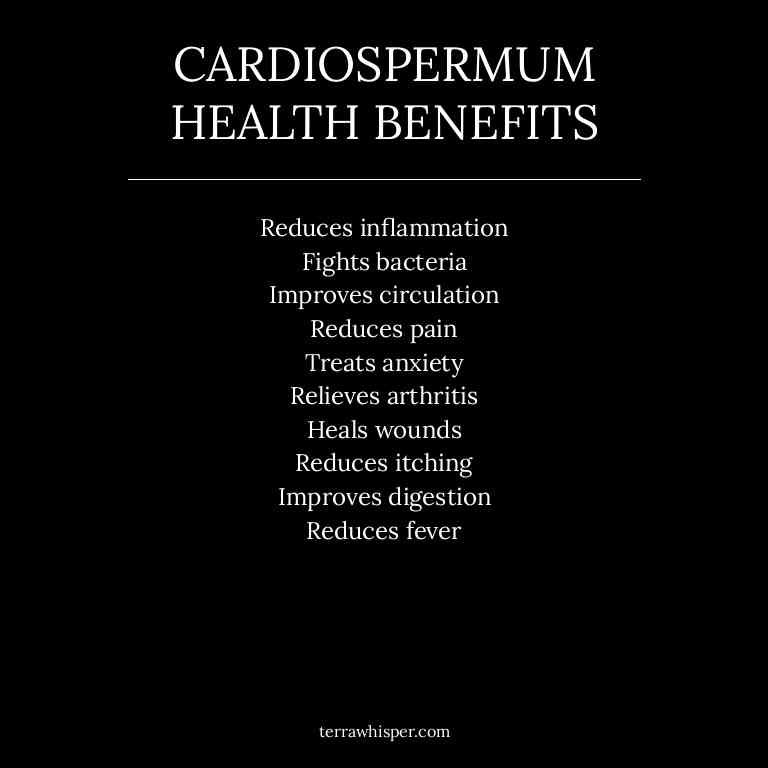 CARDIOSPERMUM
HEALTH BENEFITS
Reduces inflammation
Fights bacteria
Improves circulation
Reduces pain
Treats anxiety
Relieves arthritis
Heals wounds
Reduces itching
Improves digestion
Reduces fever
terrawhisper.com